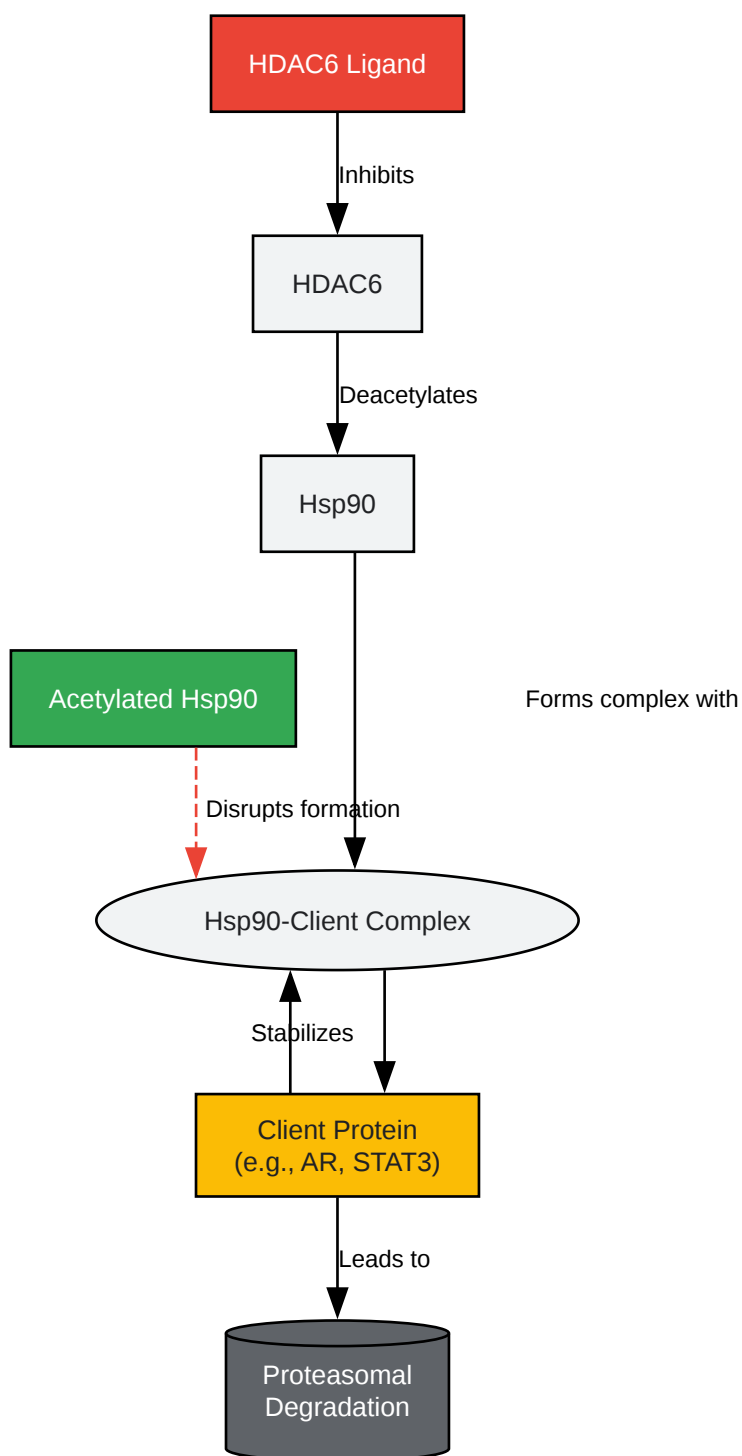 HDAC6 Ligand
Inhibits
HDAC6
Deacetylates
Hsp90
Acetylated Hsp90
Forms complex with
Disrupts formation
Hsp90-Client Complex
Stabilizes
Client Protein
(e.g., AR, STAT3)
Leads to
Proteasomal
Degradation